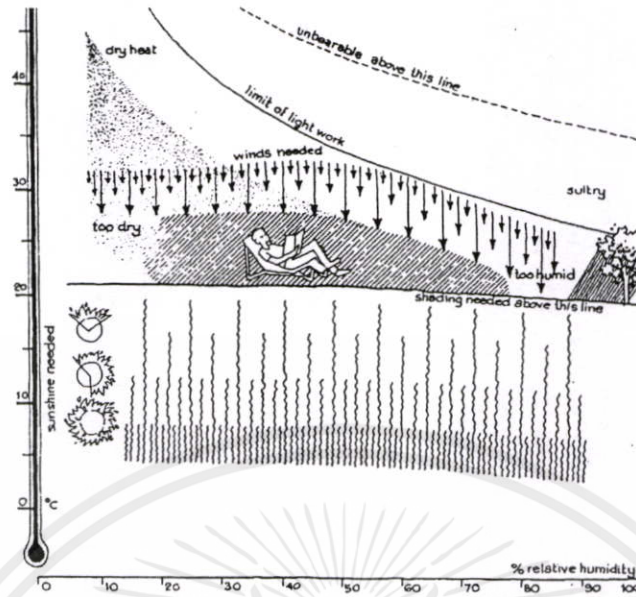 unbearable above this line
dry heat
40
limit of light work
winds needed
30
sultry
too dry
too humid
20
shading needed above this line
sunshine needed
10
0
°C
% relative humidity
0 10 20 30 40 50 60 70 80 90 100